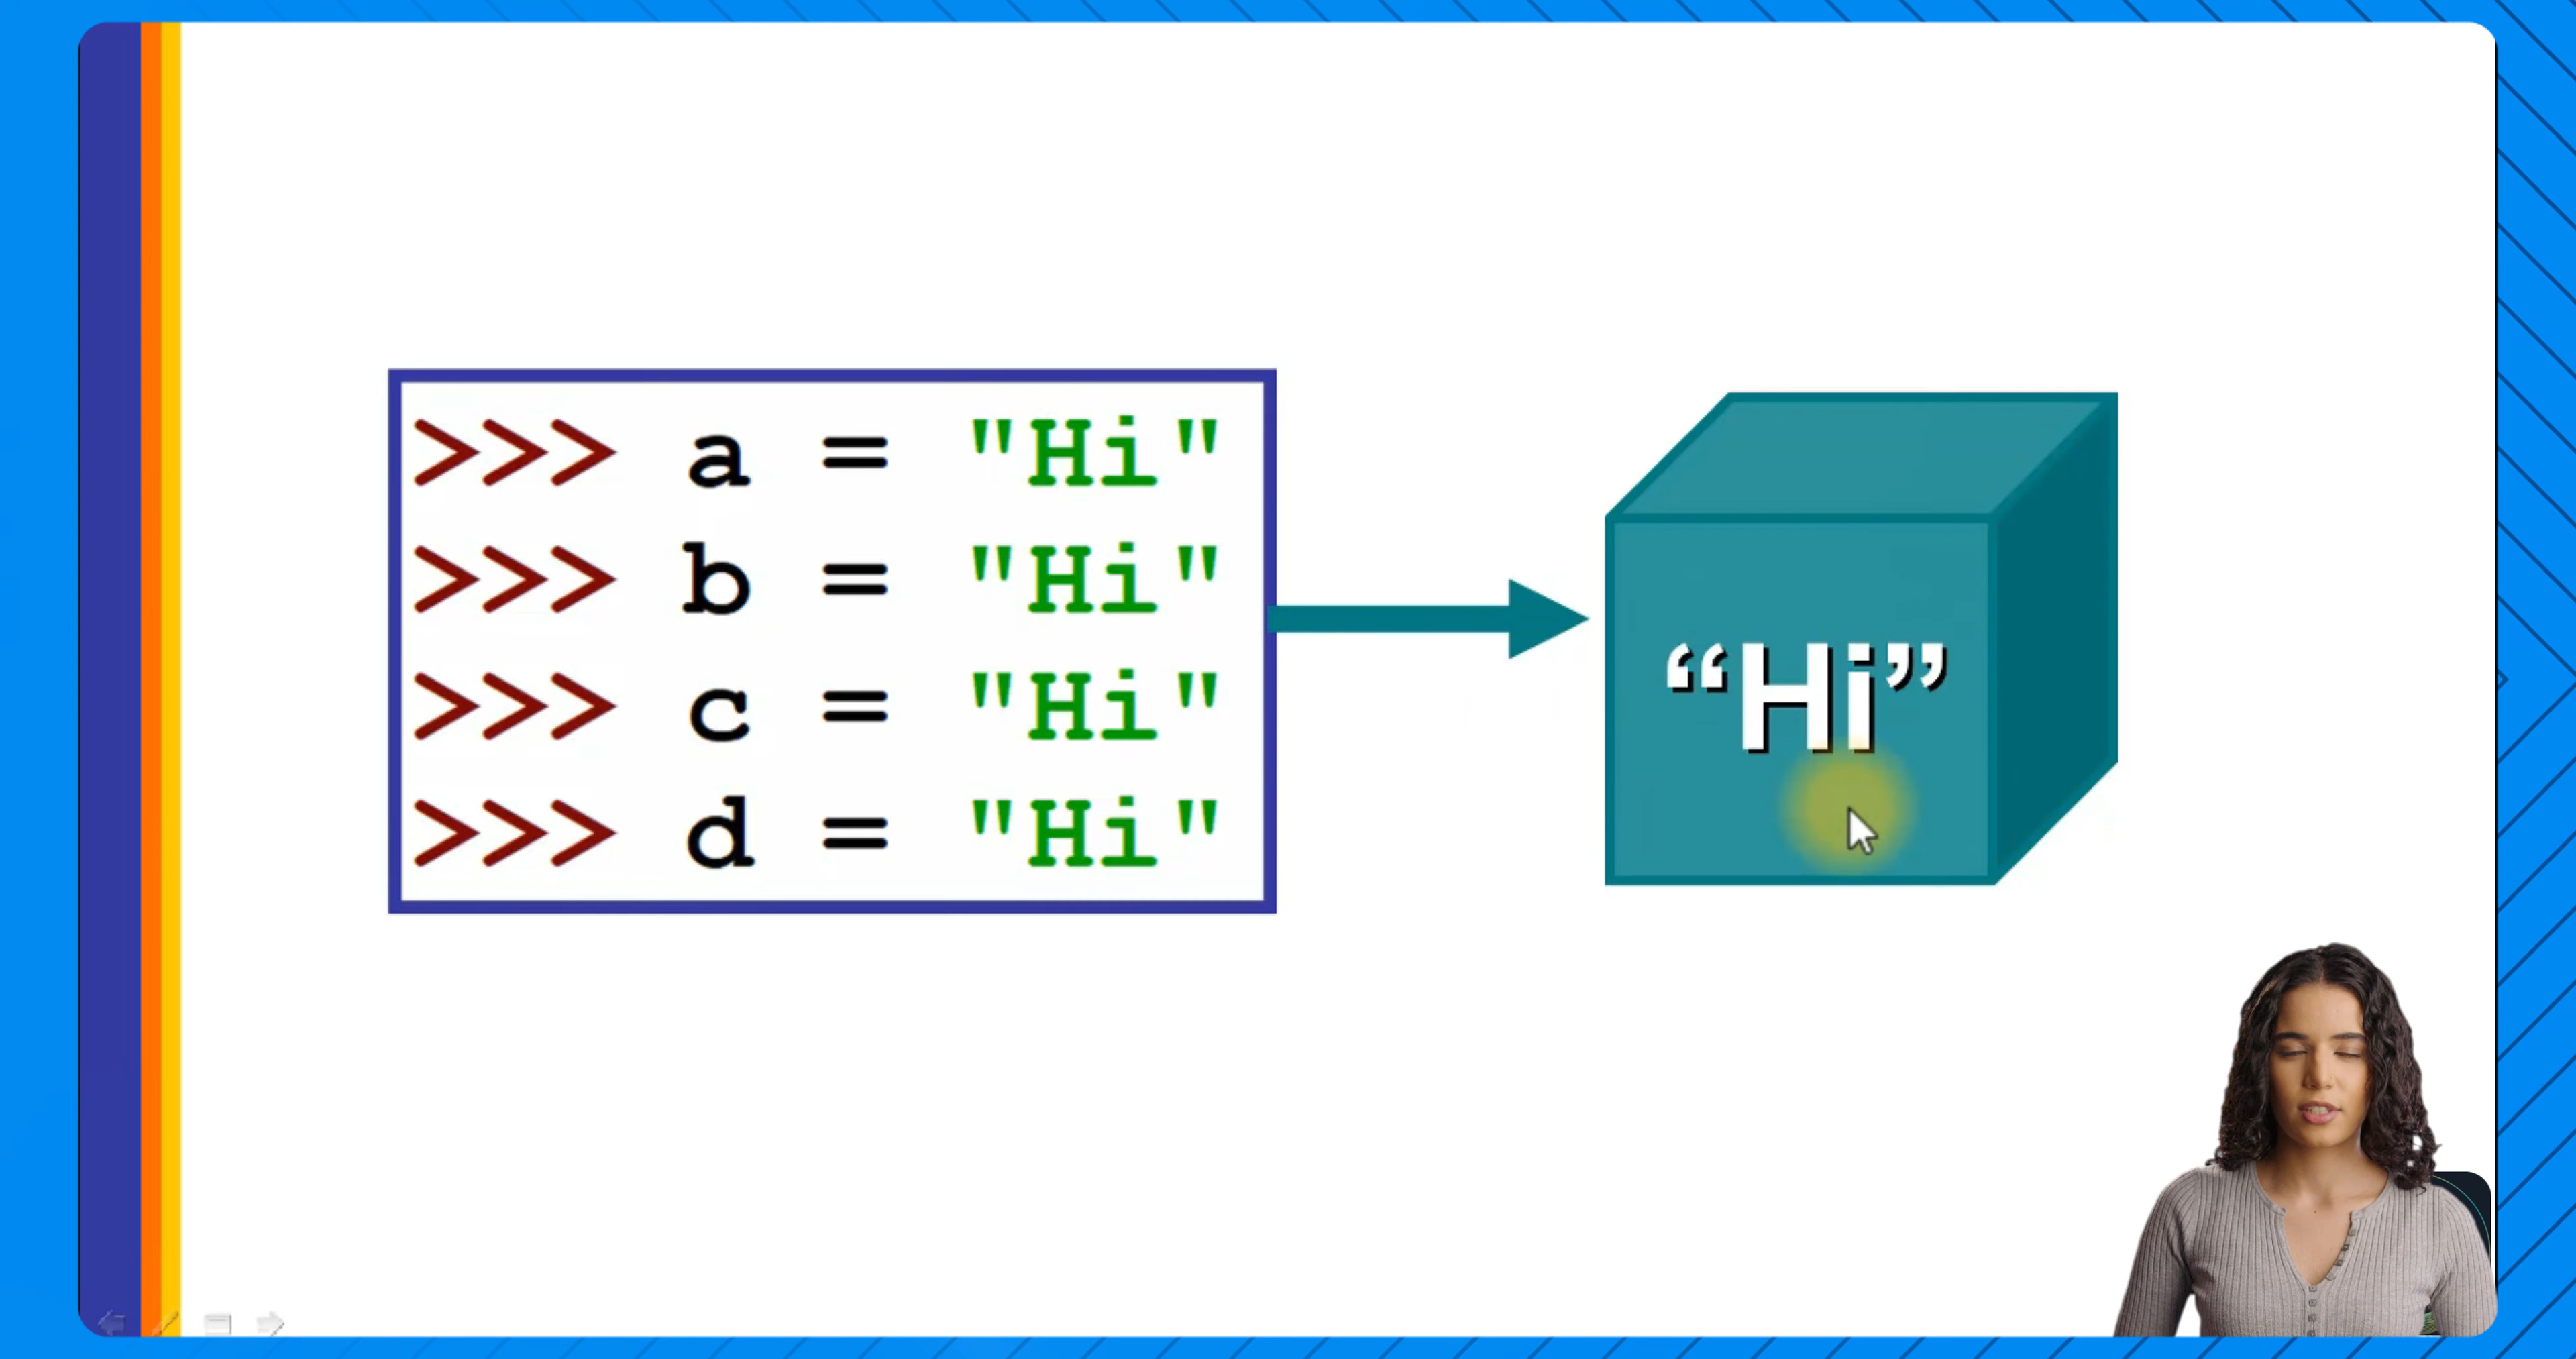 >>> a = "Hi"
>>> b = "Hi"
>>> c = "Hi"
>>> d = "Hi"
“Hi”